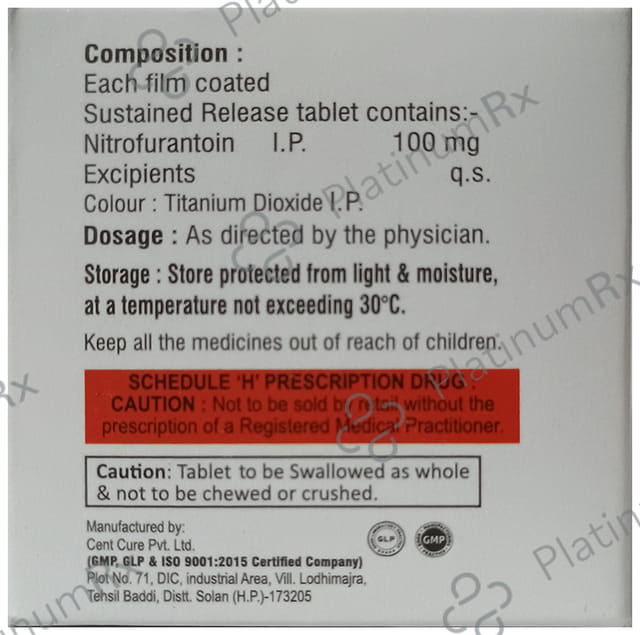 Composition :
Each film coated
Sustained Release tablet contains:-
Nitrofurantoin I.P. 100 mg
Excipients q.s.
Colour : Titanium Dioxide I.P.
Dosage : As directed by the physician.
Storage : Store protected from light & moisture,
at a temperature not exceeding 30°C.
Keep all the medicines out of reach of children.
SCHEDULE 'H' PRESCRIPTION DRUG
CAUTION : Not to be sold by retail without the
prescription of a Registered Medical Practitioner.
Caution: Tablet to be Swallowed as whole
& not to be chewed or crushed.
Manufactured by:
Cent Cure Pvt. Ltd.
(GMP, GLP & ISO 9001:2015 Certified Company)
Plot No. 71, DIC, industrial Area, Vill. Lodhimajra,
Tehsil Baddi, Distt. Solan (H.P.)-173205
GLP
GMP
PlatinumRx
PlatinumRx
PlatinumRx
Rx
PlatinumRx
Platin